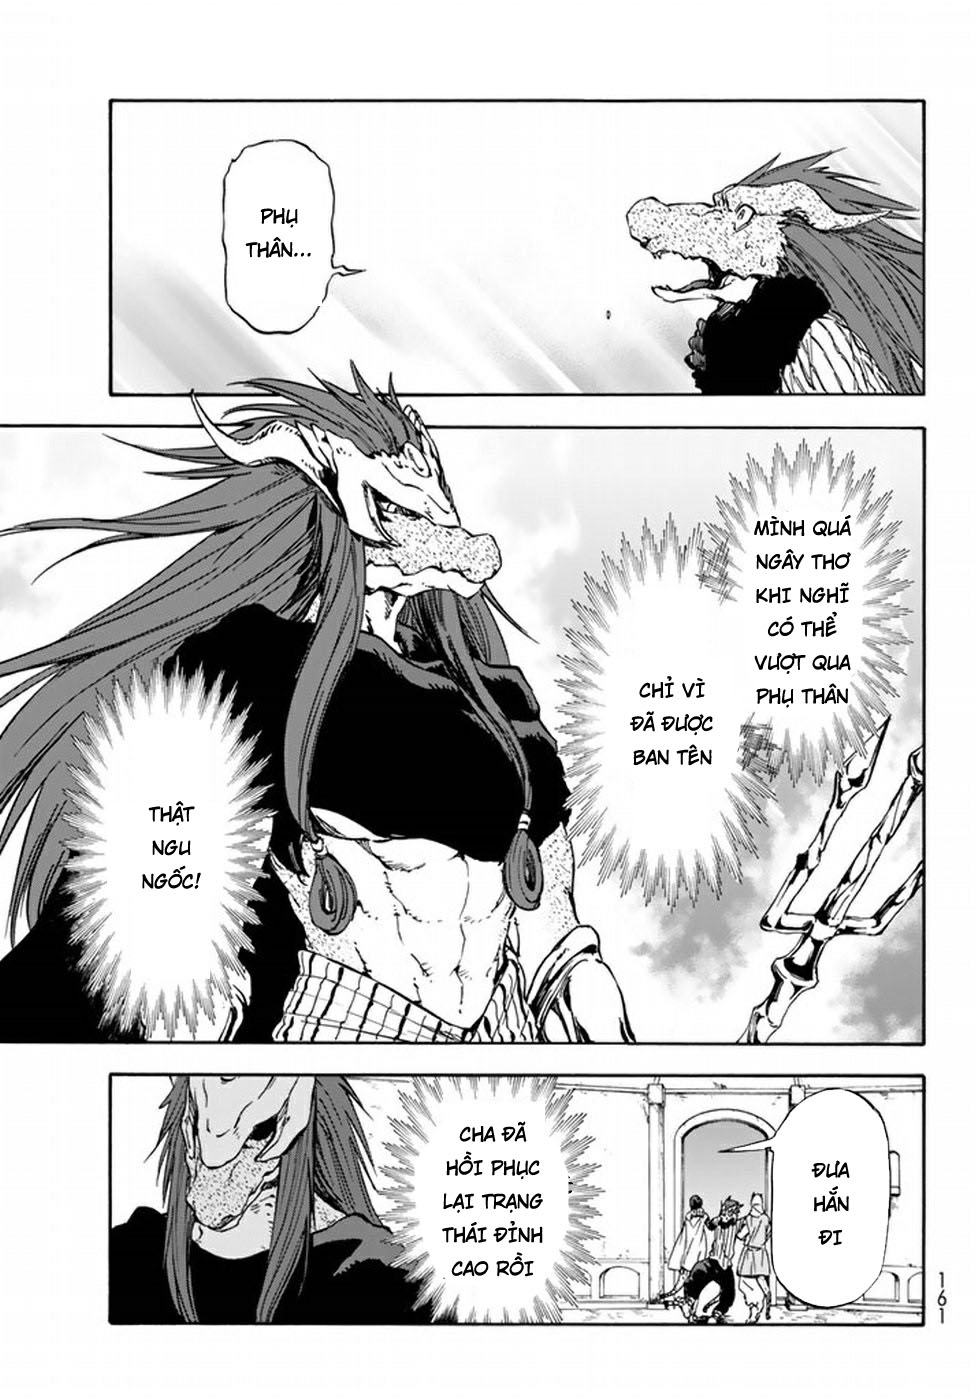 PHỤ
THÂN...
MÌNH QUÁ
NGÂY THƠ
KHI NGHĨ
CÓ THỂ
VƯỢT QUA
PHỤ THÂN
CHỈ VÌ
ĐÃ ĐƯỢC
BAN TÊN
THẬT
NGU
NGỐC!
ĐƯA
HẮN
ĐI
CHA ĐÃ
HỒI PHỤC
LẠI TRẠNG
THÁI ĐỈNH
CAO RỒI
161